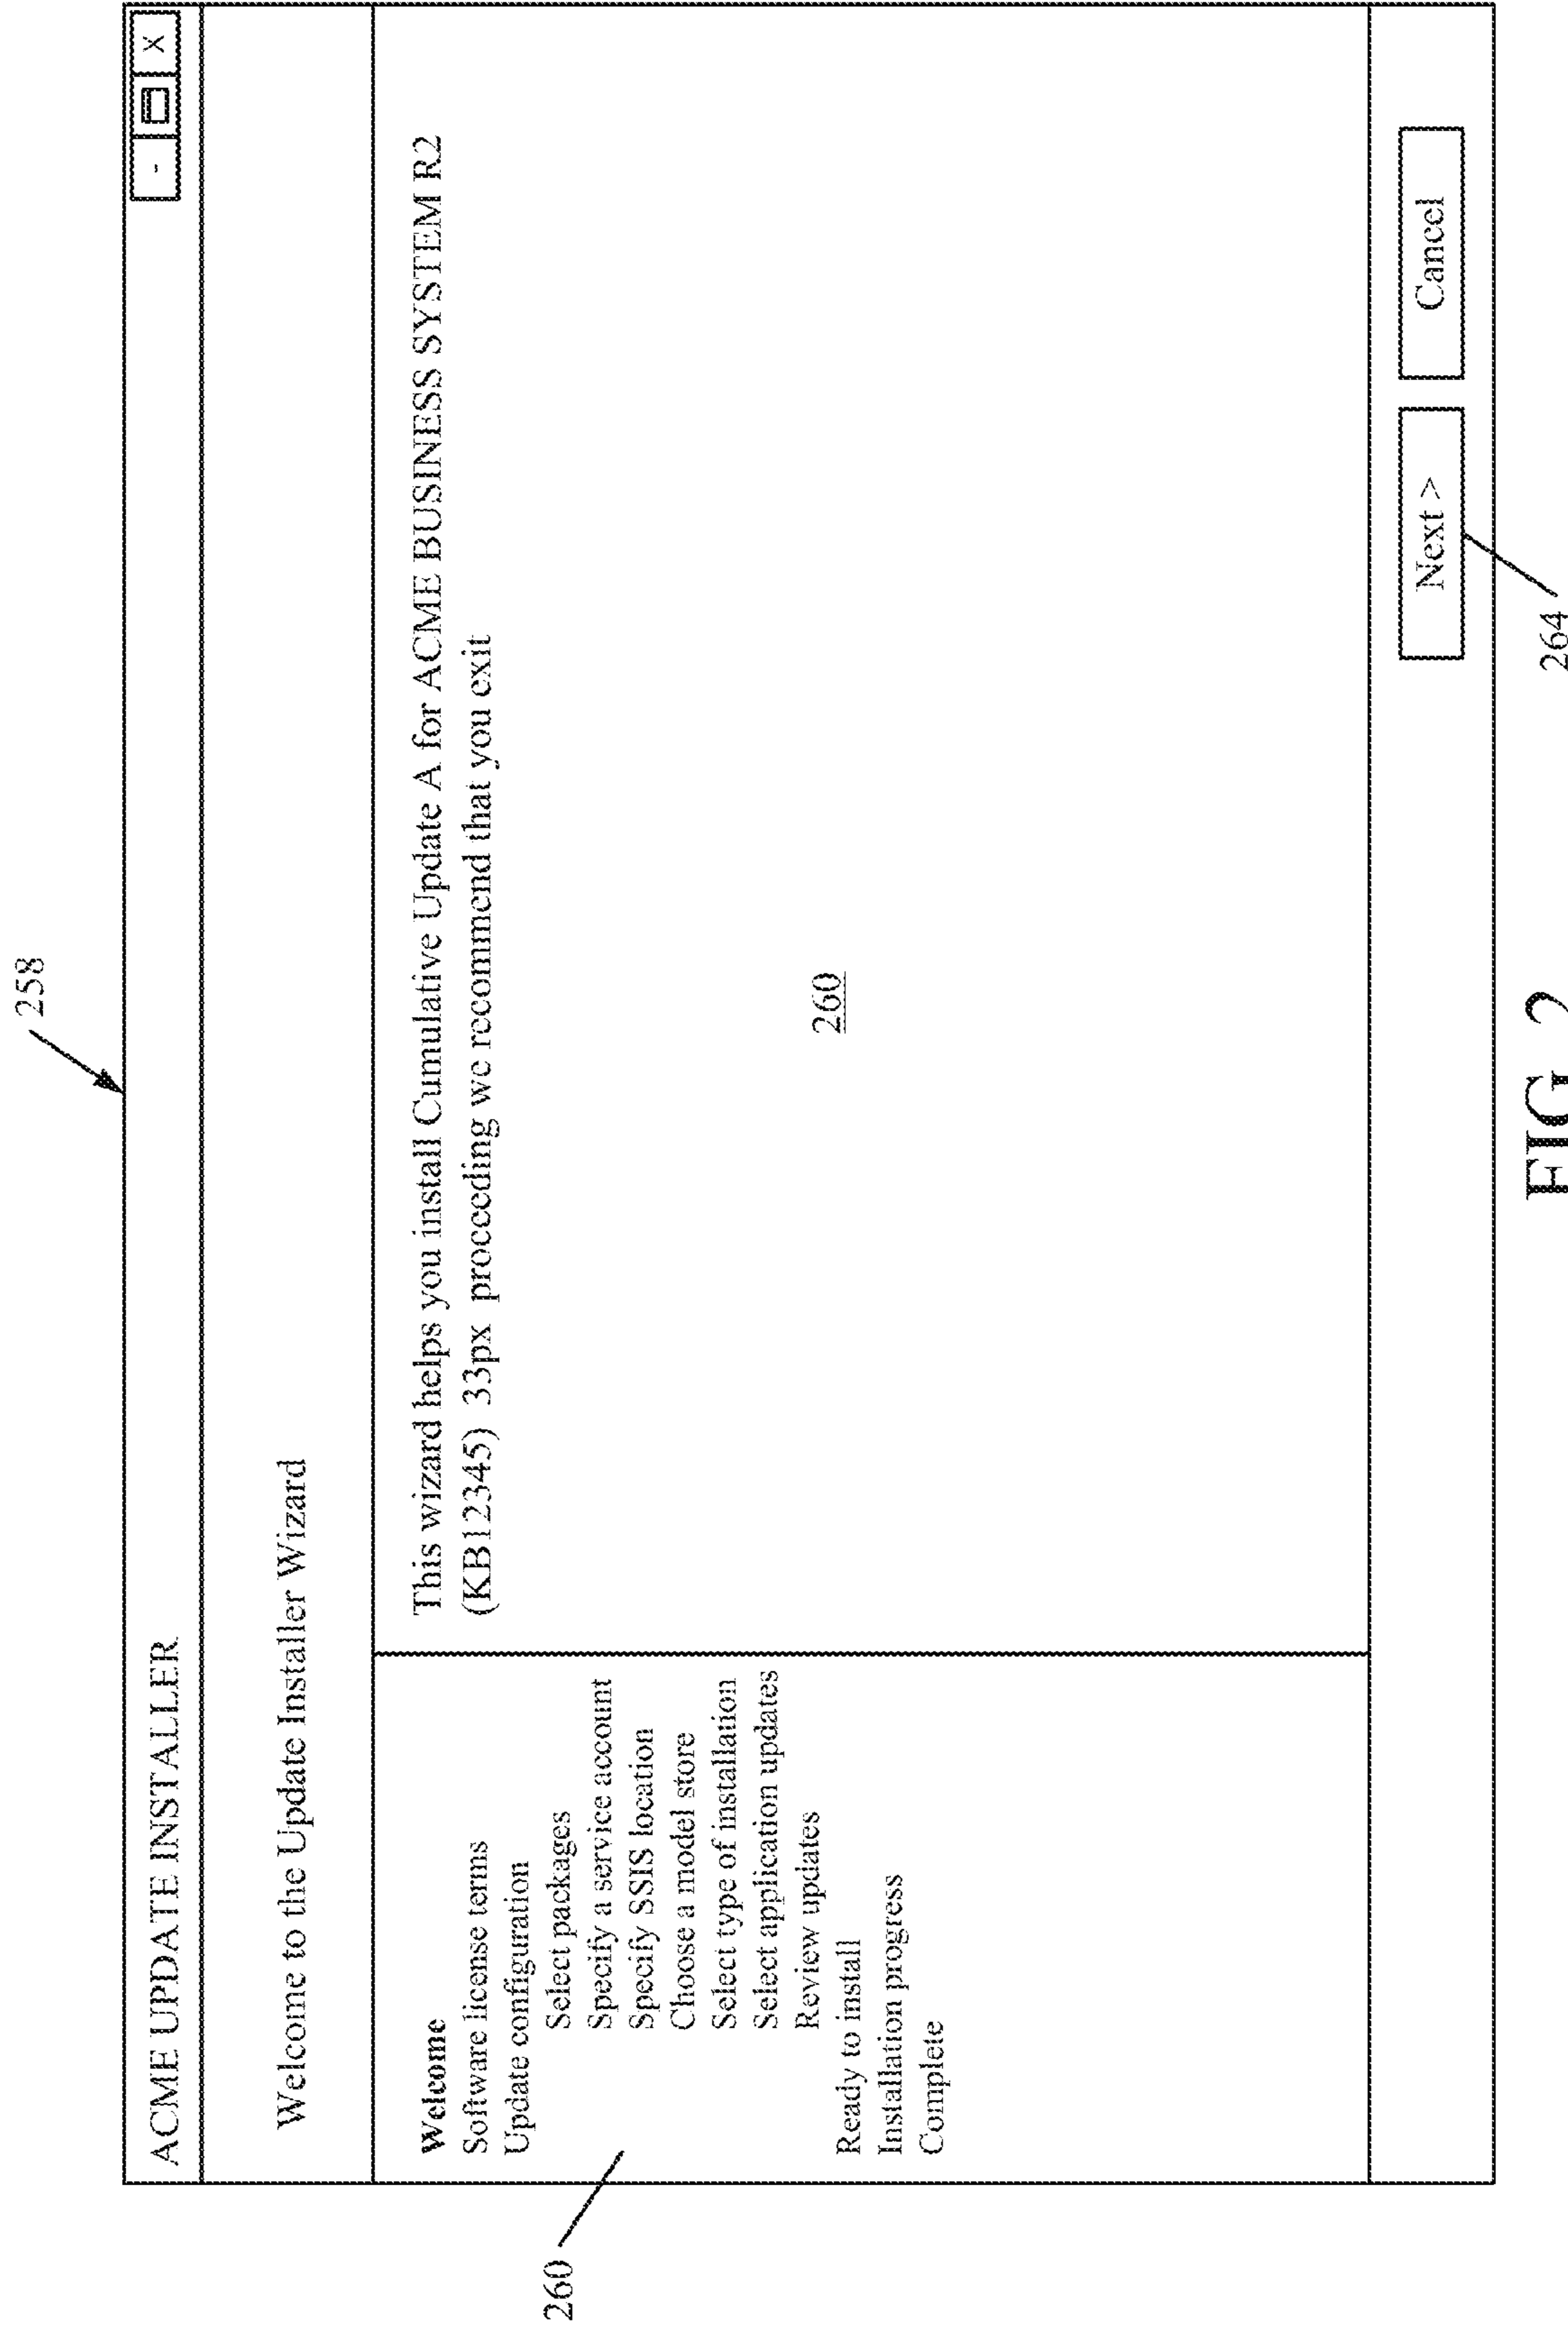 258
ACME UPDATE INSTALLER
- X
Welcome to the Update Installer Wizard
Welcome
Software license terms
Update configuration
Select packages
Specify a service account
Specify SSIS location
Choose a model store
Select type of installation
Select application updates
Review updates
Ready to install
Installation progress
Complete
260
This wizard helps you install Cumulative Update A for ACME BUSINESS SYSTEM R2
(KB12345) 33px proceeding we recommend that you exit
260
Next >
Cancel
264
FIG. 2